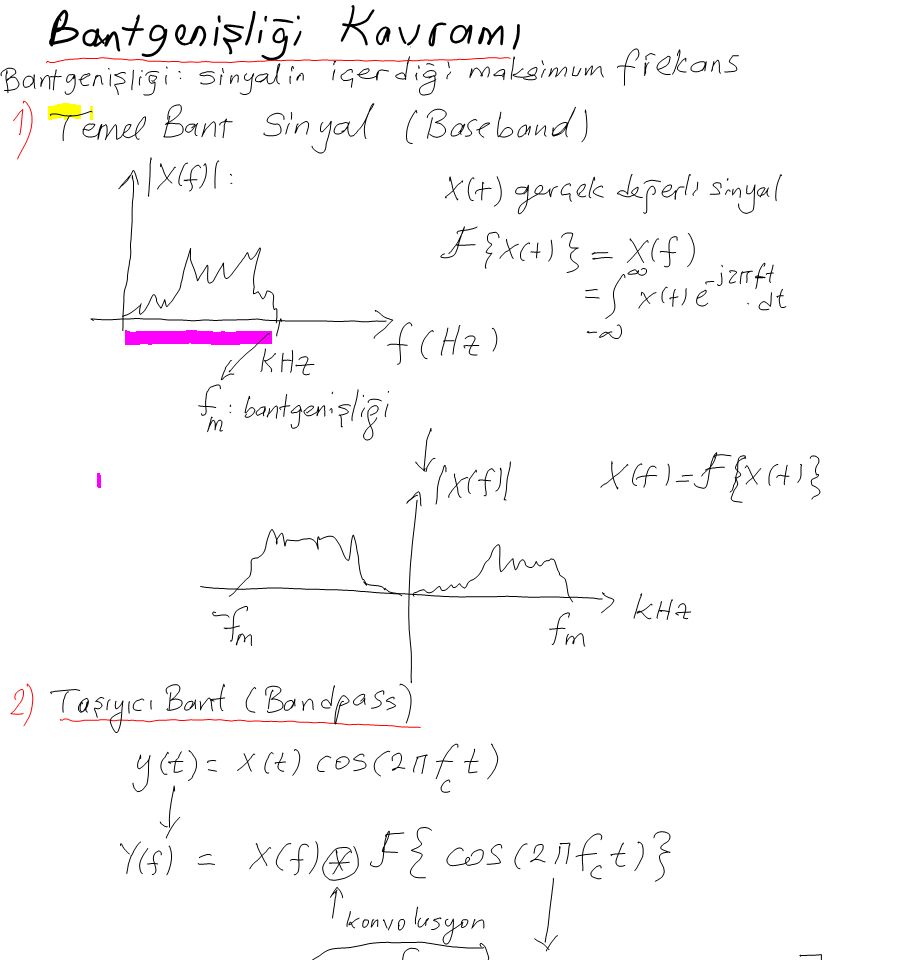 Bantgenişliği Kavramı
Bantgenişliği: sinyalin içerdiği maksimum frekans
1) Temel Bant Sinyal (Baseband)
|X(f)|:
x(t) gerçek değerli sinyal
F{x(t)} = X(f)
= ∫_{-∞}^{∞} x(t) e^{-j2πft} . dt
f (Hz)
KHz
f_m : bantgenişliği
|X(f)|
X(f) = F{x(t)}
-f_m
f_m
kHz
2) Taşıyıcı Bant (Bandpass)
y(t) = x(t) cos(2πf_c t)
Y(f) = X(f) ⊛ F{ cos(2πf_c t)}
konvolusyon